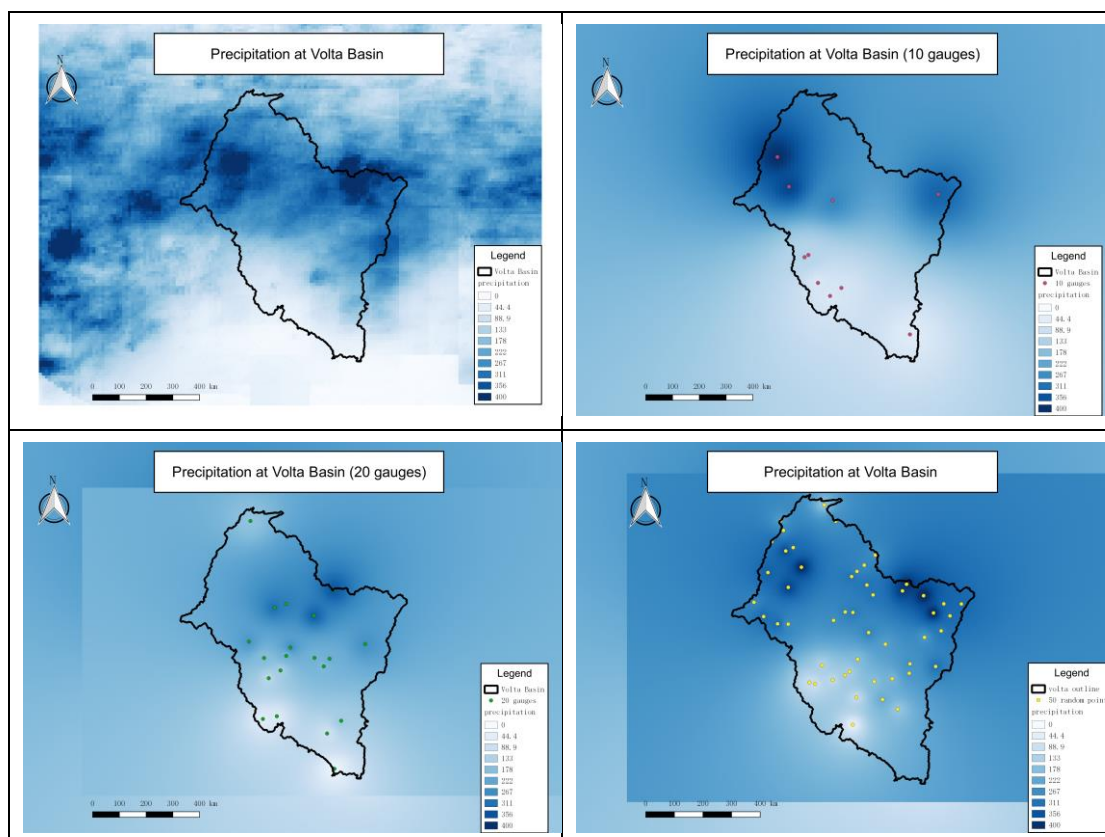 Precipitation at Volta Basin
N
Legend
Volta Basin
precipitation
0
44.4
88.9
133
178
222
267
311
356
400
0 100 200 300 400 km
Precipitation at Volta Basin (10 gauges)
N
Legend
Volta Basin
10 gauges
precipitation
0
44.4
88.9
133
178
222
267
311
356
400
0 100 200 300 400 km
Precipitation at Volta Basin (20 gauges)
N
Legend
Volta Basin
20 gauges
precipitation
0
44.4
88.9
133
178
222
267
311
356
400
0 100 200 300 400 km
Precipitation at Volta Basin
N
Legend
volta outline
50 random point
precipitation
0
44.4
88.9
133
178
222
267
311
356
400
0 100 200 300 400 km